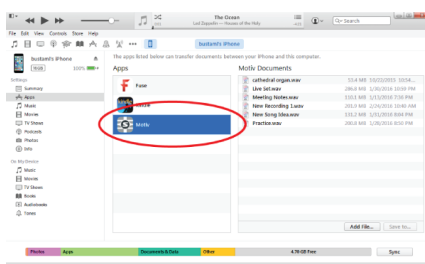 The Ocean
Led Zeppelin — Houses of the Holy
Search
File Edit View Controls Store Help
bustami's iPhone
bustami's iPhone
100%
The apps listed below can transfer documents between your iPhone and this computer.
Apps
Motiv Documents
Settings
Summary
Apps
Music
Movies
TV Shows
Podcasts
Photos
Info
On My Device
Music
Movies
TV Shows
Books
Audiobooks
Tones
Fuse
Motiv
cathedral organ.wav
Live Set.wav
Meeting Notes.wav
New Recording 1.wav
New Song Idea.wav
Practice.wav
Add File...
Save to...
Photos Apps Documents & Data Other 4.79 GB Free Sync